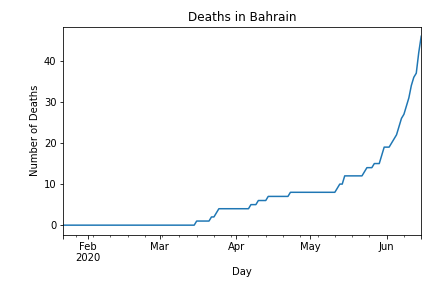 Deaths in Bahrain
Number of Deaths
40
30
20
10
0
Feb
2020
Mar
Apr
May
Jun
Day